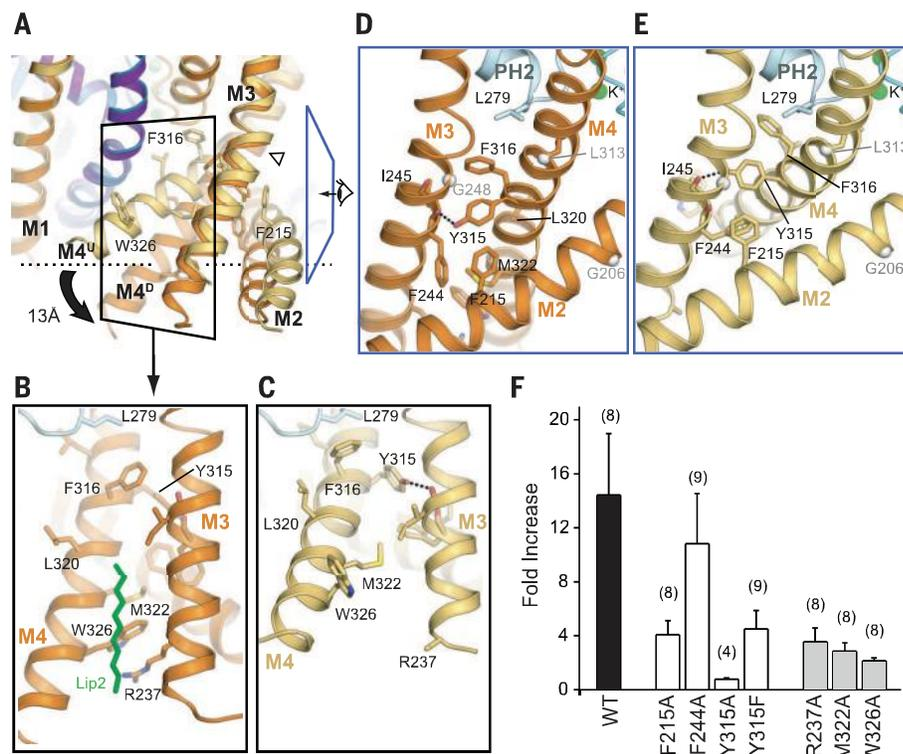 A
M3
F316
M1
F215
M4U
W326
M4D
13Å
M2
D
PH2
L279
K+
M3
M4
F316
L313
I245
G248
L320
Y315
M322
F244
F215
M2
E
PH2
K+
L279
M3
L313
I245
F316
M4
Y315
F244
F215
G206
M2
B
L279
Y315
F316
M3
L320
M322
W326
M4
Lip2
R237
C
L279
Y315
F316
M3
L320
M322
W326
R237
M4
F
Fold Increase
20
16
12
8
4
0
(8)
(8)
(9)
(4)
(9)
(8)
(8)
(8)
WT
F215A
F244A
Y315A
Y315F
R237A
M322A
W326A